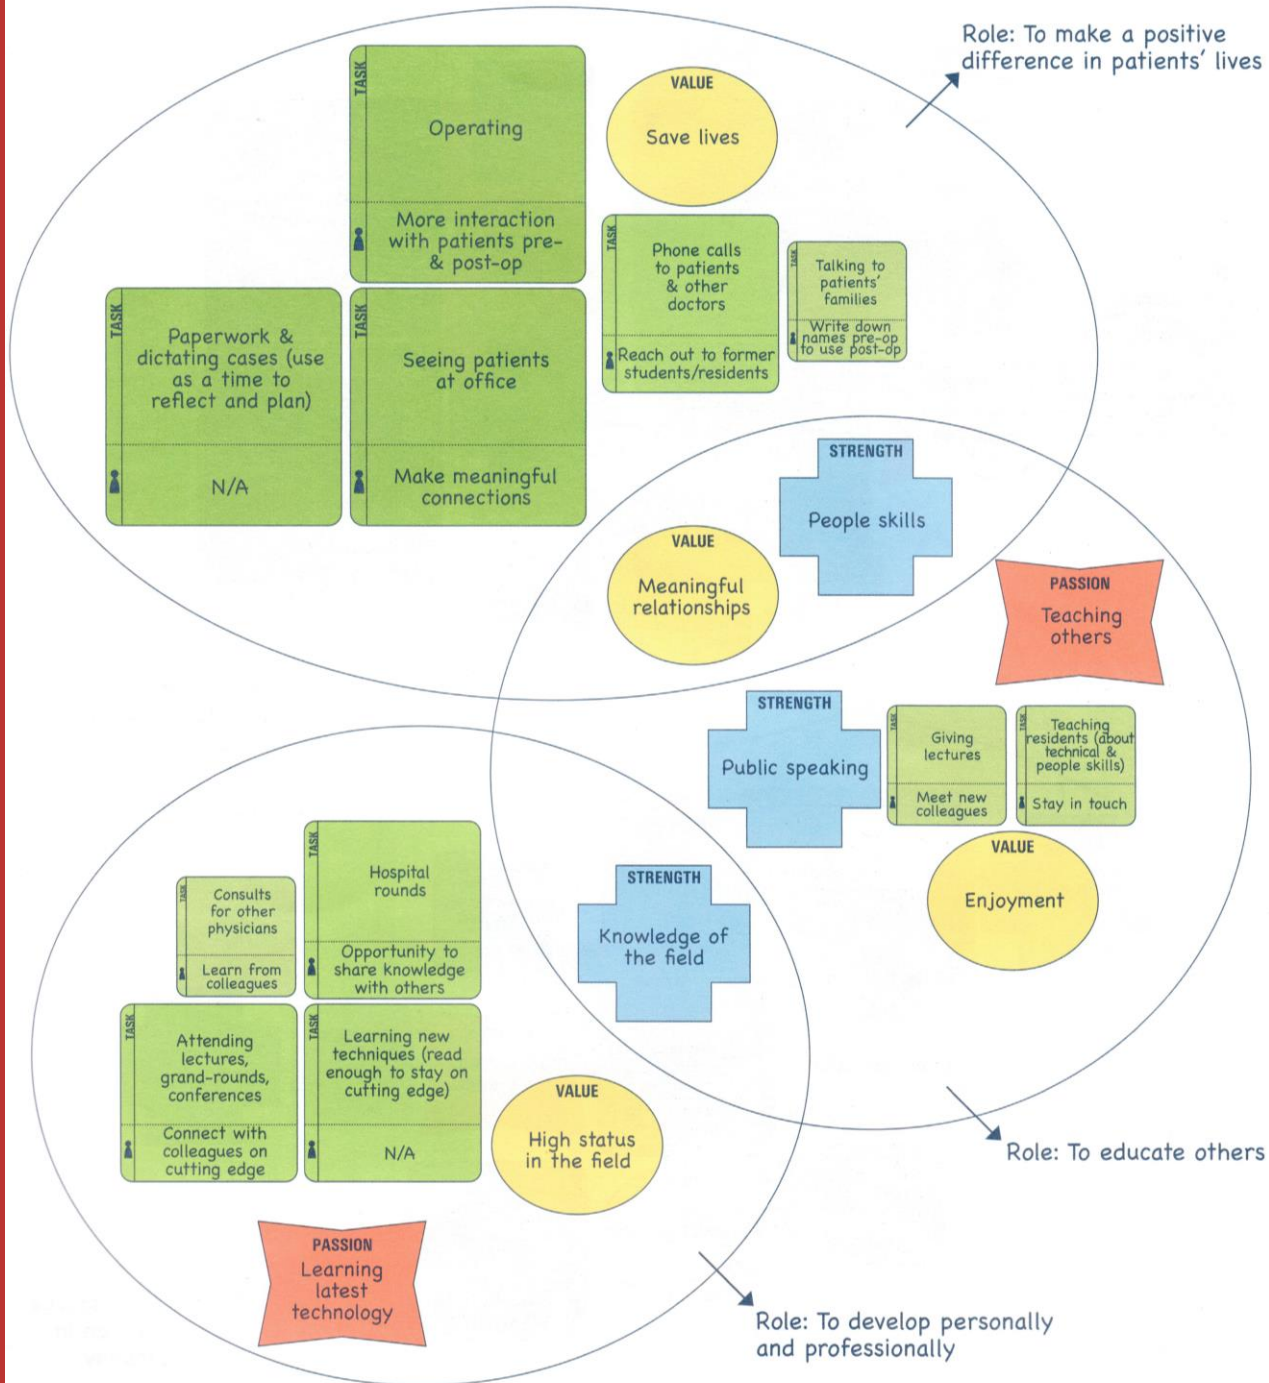 Role: To make a positive
difference in patients' lives
TASK
Operating
More interaction
with patients pre-
& post-op
VALUE
Save lives
TASK
Phone calls
to patients
& other
doctors
Reach out to former
students/residents
TASK
Talking to
patients'
families
Write down
names pre-op
to use post-op
TASK
Paperwork &
dictating cases (use
as a time to
reflect and plan)
N/A
TASK
Seeing patients
at office
Make meaningful
connections
STRENGTH
People skills
VALUE
Meaningful
relationships
PASSION
Teaching
others
STRENGTH
Public speaking
TASK
Giving
lectures
Meet new
colleagues
TASK
Teaching
residents (about
technical &
people skills)
Stay in touch
VALUE
Enjoyment
STRENGTH
Knowledge of
the field
TASK
Hospital
rounds
Opportunity to
share knowledge
with others
TASK
Consults
for other
physicians
Learn from
colleagues
TASK
Attending
lectures,
grand-rounds,
conferences
Connect with
colleagues on
cutting edge
TASK
Learning new
techniques (read
enough to stay on
cutting edge)
N/A
VALUE
High status
in the field
Role: To educate others
PASSION
Learning
latest
technology
Role: To develop personally
and professionally